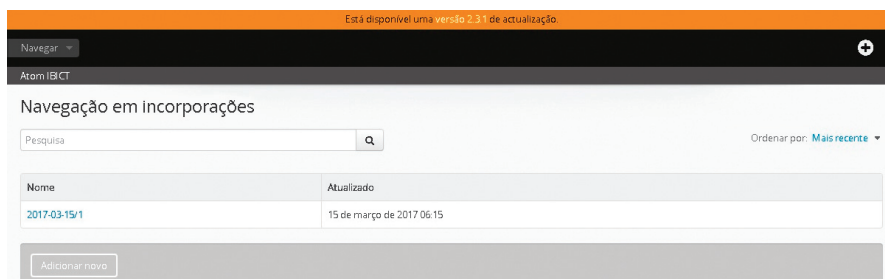 Está disponível uma versão 2.3.1 de actualização.
Navegar
Atom IBICT
Navegação em incorporações
Pesquisa
Ordenar por: Mais recente
Nome Atualizado
2017-03-15/1 15 de março de 2017 06:15
Adicionar novo